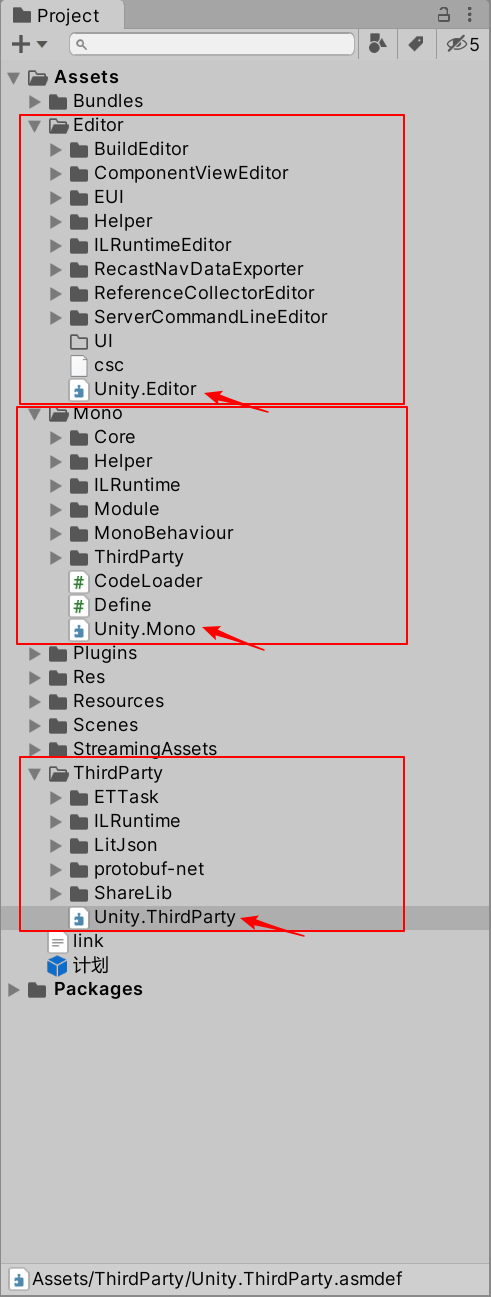 Project
5
Assets
Bundles
Editor
BuildEditor
ComponentViewEditor
EUI
Helper
ILRuntimeEditor
RecastNavDataExporter
ReferenceCollectorEditor
ServerCommandLineEditor
UI
csc
Unity.Editor
Mono
Core
Helper
ILRuntime
Module
MonoBehaviour
ThirdParty
CodeLoader
Define
Unity.Mono
Plugins
Res
Resources
Scenes
StreamingAssets
ThirdParty
ETTask
ILRuntime
LitJson
protobuf-net
ShareLib
Unity.ThirdParty
link
计划
Packages
Assets/ThirdParty/Unity.ThirdParty.asmdef